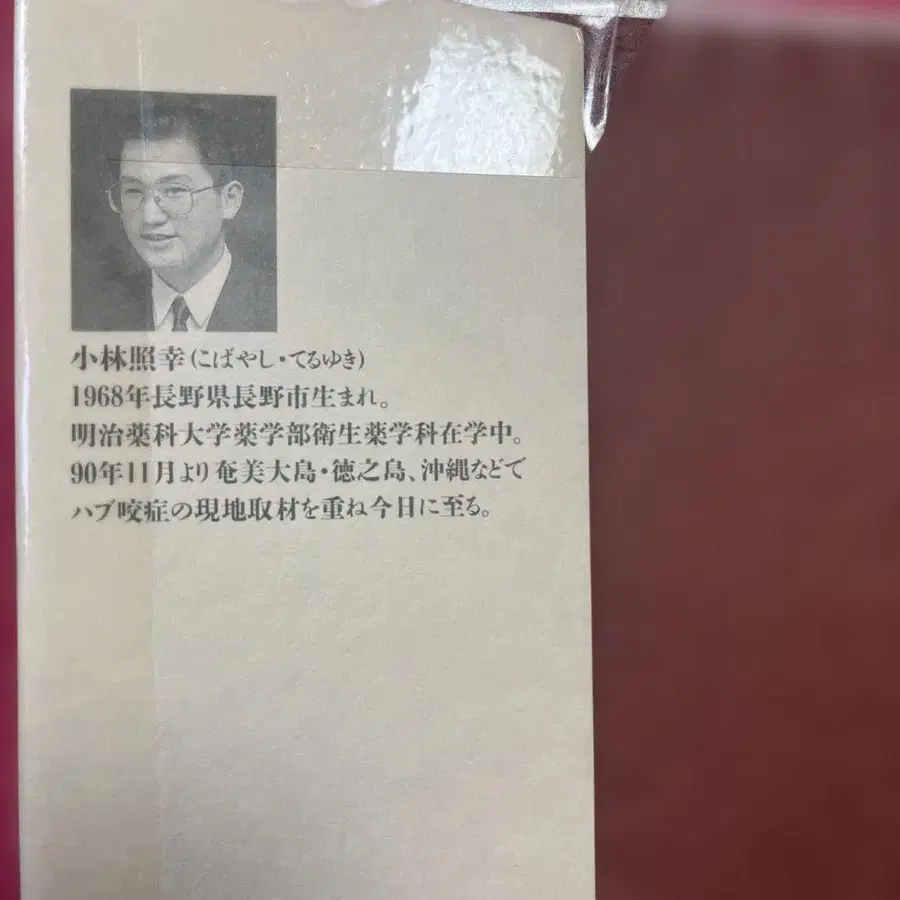 小林照幸(こばやし・てるゆき)
1968年長野県長野市生まれ。
明治薬科大学薬学部衛生薬学科在学中。
90年11月より奄美大島・徳之島、沖縄などで
ハブ咬症の現地取材を重ね今日に至る。